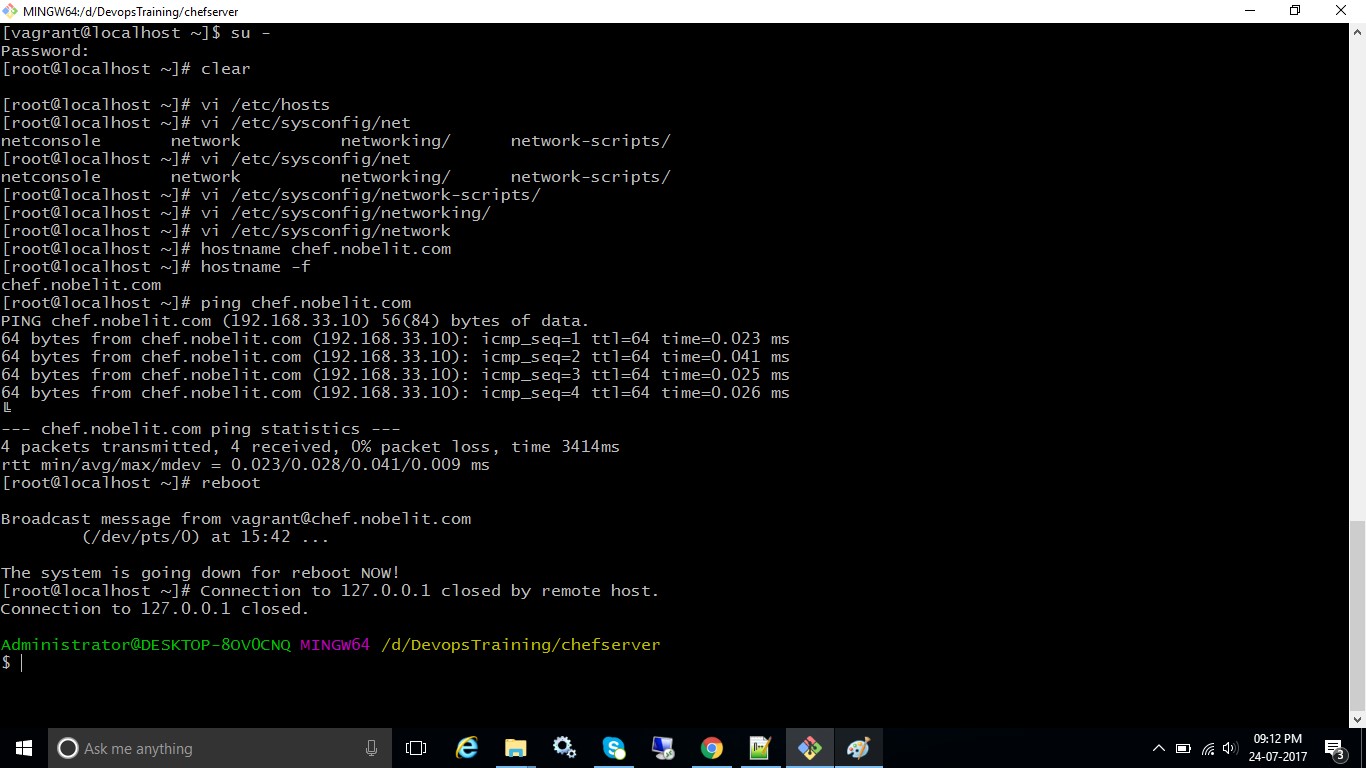 MINGW64:/d/DevopsTraining/chefserver
[vagrant@localhost ~]$ su -
Password:
[root@localhost ~]# clear
[root@localhost ~]# vi /etc/hosts
[root@localhost ~]# vi /etc/sysconfig/net
netconsole       network          networking/      network-scripts/
[root@localhost ~]# vi /etc/sysconfig/net
netconsole       network          networking/      network-scripts/
[root@localhost ~]# vi /etc/sysconfig/network-scripts/
[root@localhost ~]# vi /etc/sysconfig/networking/
[root@localhost ~]# vi /etc/sysconfig/network
[root@localhost ~]# hostname chef.nobelit.com
[root@localhost ~]# hostname -f
chef.nobelit.com
[root@localhost ~]# ping chef.nobelit.com
PING chef.nobelit.com (192.168.33.10) 56(84) bytes of data.
64 bytes from chef.nobelit.com (192.168.33.10): icmp_seq=1 ttl=64 time=0.023 ms
64 bytes from chef.nobelit.com (192.168.33.10): icmp_seq=2 ttl=64 time=0.041 ms
64 bytes from chef.nobelit.com (192.168.33.10): icmp_seq=3 ttl=64 time=0.025 ms
64 bytes from chef.nobelit.com (192.168.33.10): icmp_seq=4 ttl=64 time=0.026 ms
╚
--- chef.nobelit.com ping statistics ---
4 packets transmitted, 4 received, 0% packet loss, time 3414ms
rtt min/avg/max/mdev = 0.023/0.028/0.041/0.009 ms
[root@localhost ~]# reboot
Broadcast message from vagrant@chef.nobelit.com
        (/dev/pts/0) at 15:42 ...
The system is going down for reboot NOW!
[root@localhost ~]# Connection to 127.0.0.1 closed by remote host.
Connection to 127.0.0.1 closed.
Administrator@DESKTOP-8OV0CNQ MINGW64 /d/DevopsTraining/chefserver
$
Ask me anything
09:12 PM
24-07-2017
3